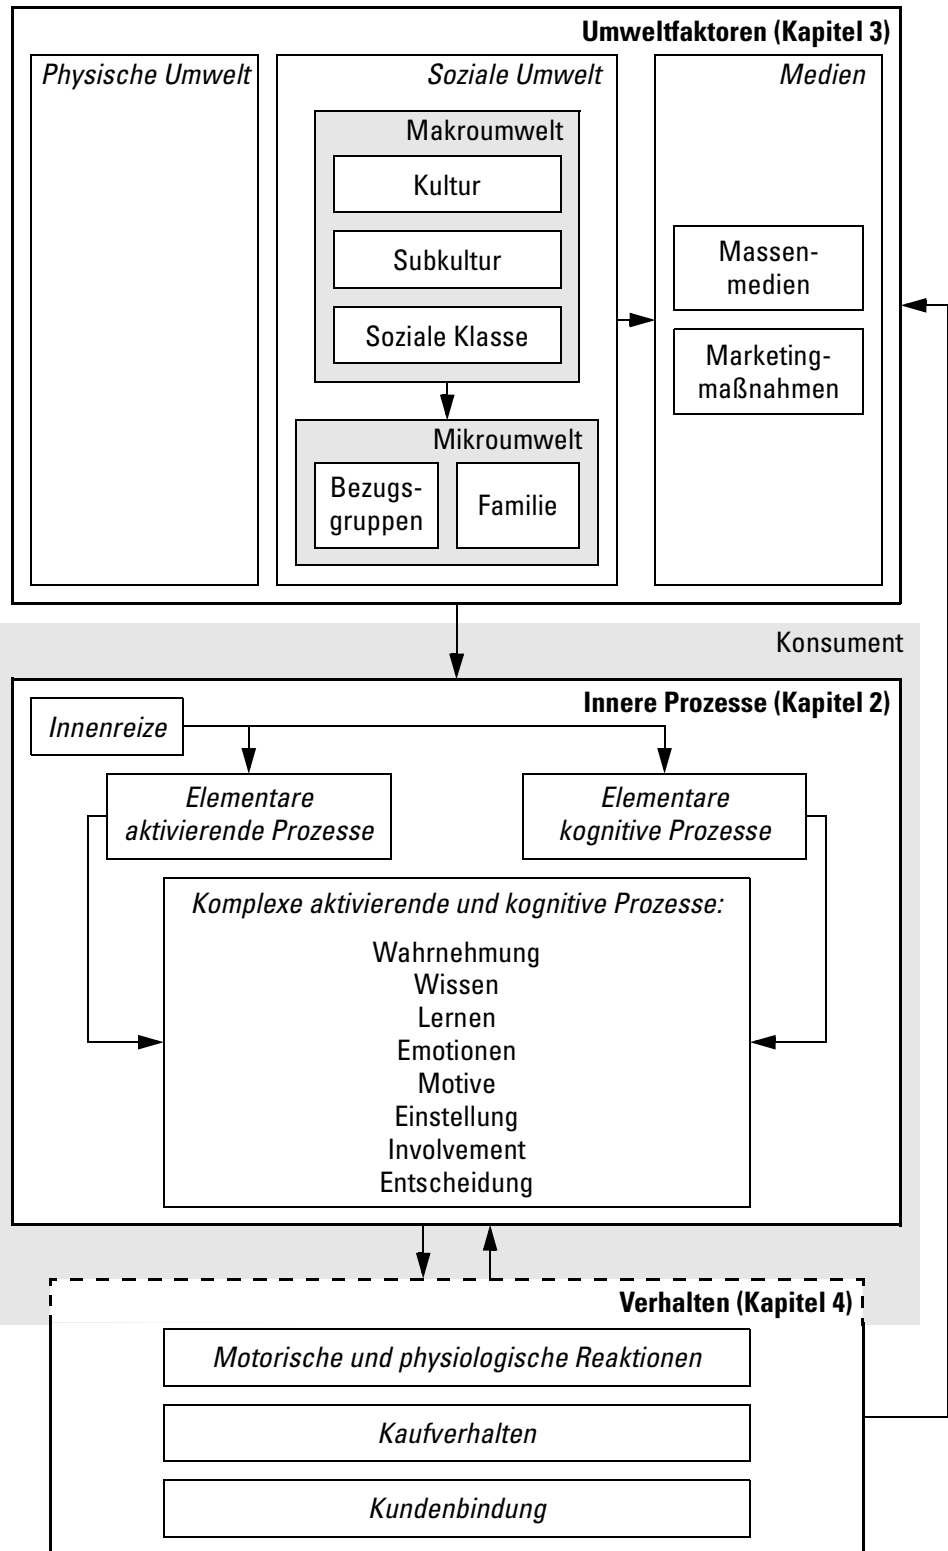 Umweltfaktoren (Kapitel 3)
Physische Umwelt
Soziale Umwelt
Makroumwelt
Kultur
Subkultur
Soziale Klasse
Mikroumwelt
Bezugs-
gruppen
Familie
Medien
Massen-
medien
Marketing-
maßnahmen
Konsument
Innere Prozesse (Kapitel 2)
Innenreize
Elementare
aktivierende Prozesse
Elementare
kognitive Prozesse
Komplexe aktivierende und kognitive Prozesse:
Wahrnehmung
Wissen
Lernen
Emotionen
Motive
Einstellung
Involvement
Entscheidung
Verhalten (Kapitel 4)
Motorische und physiologische Reaktionen
Kaufverhalten
Kundenbindung